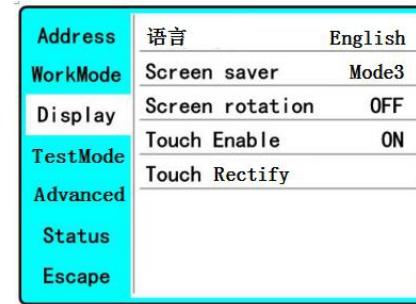 Address
WorkMode
Display
TestMode
Advanced
Status
Escape
语言 English
Screen saver Mode3
Screen rotation OFF
Touch Enable ON
Touch Rectify